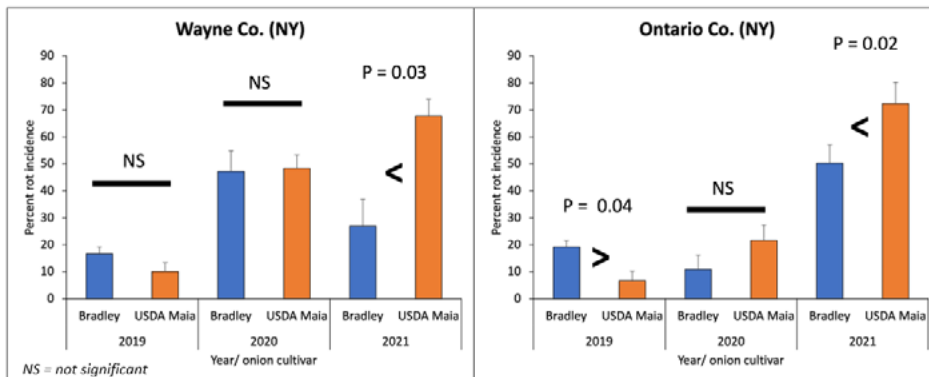 Wayne Co. (NY)
90
80
70
60
50
40
30
20
10
0
Percent rot incidence
NS
NS
P = 0.03
<
Bradley USDA Maia Bradley USDA Maia Bradley USDA Maia
2019 2020 2021
Year/ onion cultivar
NS = not significant
Ontario Co. (NY)
90
80
70
60
50
40
30
20
10
0
Percent rot incidence
P = 0.04
>
NS
P = 0.02
<
Bradley USDA Maia Bradley USDA Maia Bradley USDA Maia
2019 2020 2021
Year/ onion cultivar